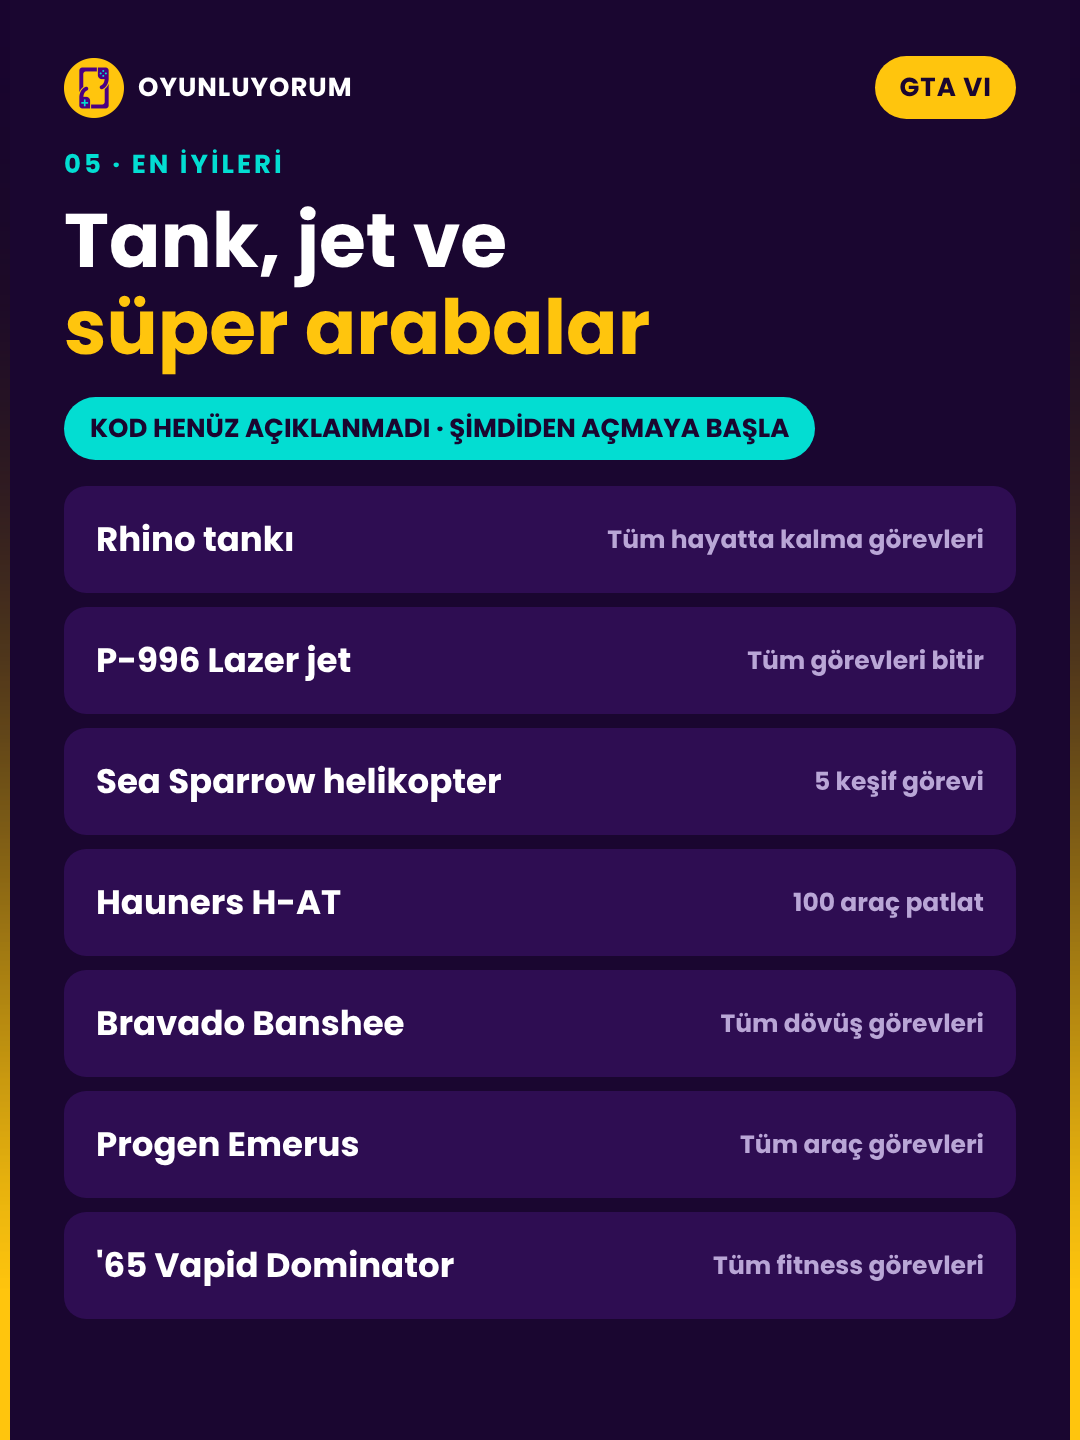 OYUNLUYORUM
GTA VI
05 · EN İYİLERİ
Tank, jet ve
süper arabalar
KOD HENÜZ AÇIKLANMADI · ŞİMDİDEN AÇMAYA BAŞLA
Rhino tankı
Tüm hayatta kalma görevleri
P-996 Lazer jet
Tüm görevleri bitir
Sea Sparrow helikopter
5 keşif görevi
Hauners H-AT
100 araç patlat
Bravado Banshee
Tüm dövüş görevleri
Progen Emerus
Tüm araç görevleri
'65 Vapid Dominator
Tüm fitness görevleri